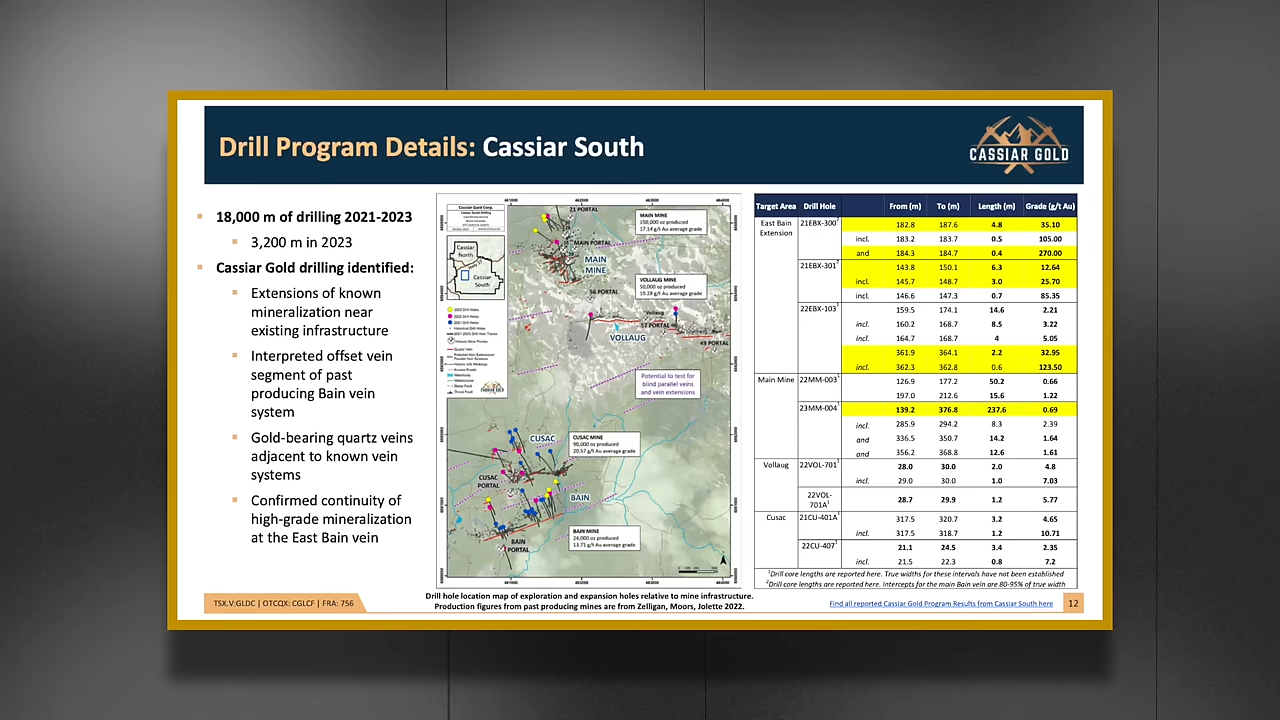 Drill Program Details: Cassiar South
CASSIAR GOLD
18,000 m of drilling 2021-2023
3,200 m in 2023
Cassiar Gold drilling identified:
Extensions of known
mineralization near
existing infrastructure
Interpreted offset vein
segment of past
producing Bain vein
system
Gold-bearing quartz veins
adjacent to known vein
systems
Confirmed continuity of
high-grade mineralization
at the East Bain vein
Cassiar Gold Corp.
Cassiar North
Cassiar South
21 PORTAL
MAIN MINE
150,000 oz produced
17.14 g/t Au average grade
MAIN PORTAL
MAIN
MINE
VOLLAUG MINE
50,000 oz produced
10.28 g/t Au average grade
56 PORTAL
Vollaug
57 PORTAL
VOLLAUG
49 PORTAL
Potential to test for
blind parallel veins
and vein extensions
CUSAC
CUSAC MINE
90,000 oz produced
20.57 g/t Au average grade
CUSAC
PORTAL
BAIN
BAIN MINE
24,000 oz produced
13.71 g/t Au average grade
BAIN
PORTAL
Drill hole location map of exploration and expansion holes relative to mine infrastructure.
Production figures from past producing mines are from Zelligan, Moors, Jolette 2022.
Target Area Drill Hole From (m) To (m) Length (m) Grade (g/t Au)
East Bain Extension 21EBX-300² 182.8 187.6 4.8 35.10
incl. 183.2 183.7 0.5 105.00
and 184.3 184.7 0.4 270.00
21EBX-301² 143.8 150.1 6.3 12.64
incl. 145.7 148.7 3.0 25.70
incl. 146.6 147.3 0.7 85.35
22EBX-103² 159.5 174.1 14.6 2.21
incl. 160.2 168.7 8.5 3.22
incl. 164.7 168.7 4 5.05
361.9 364.1 2.2 32.95
incl. 362.3 362.8 0.6 123.50
Main Mine 22MM-003¹ 126.9 177.2 50.2 0.66
197.0 212.6 15.6 1.22
23MM-004¹ 139.2 376.8 237.6 0.69
incl. 285.9 294.2 8.3 2.39
and 336.5 350.7 14.2 1.64
and 356.2 368.8 12.6 1.61
Vollaug 22VOL-701¹ 28.0 30.0 2.0 4.8
incl. 29.0 30.0 1.0 7.03
22VOL-701A¹ 28.7 29.9 1.2 5.77
Cusac 21CU-401A¹ 317.5 320.7 3.2 4.65
incl. 317.5 318.7 1.2 10.71
22CU-407¹ 21.1 24.5 3.4 2.35
incl. 21.5 22.3 0.8 7.2
¹Drill core lengths are reported here. True widths for these intervals have not been established
²Drill core lengths are reported here. Intercepts for the main Bain vein are 80-95% of true width
TSX.V:GLDC | OTCQX: CGLCF | FRA: 756
Find all reported Cassiar Gold Program Results from Cassiar South here
12